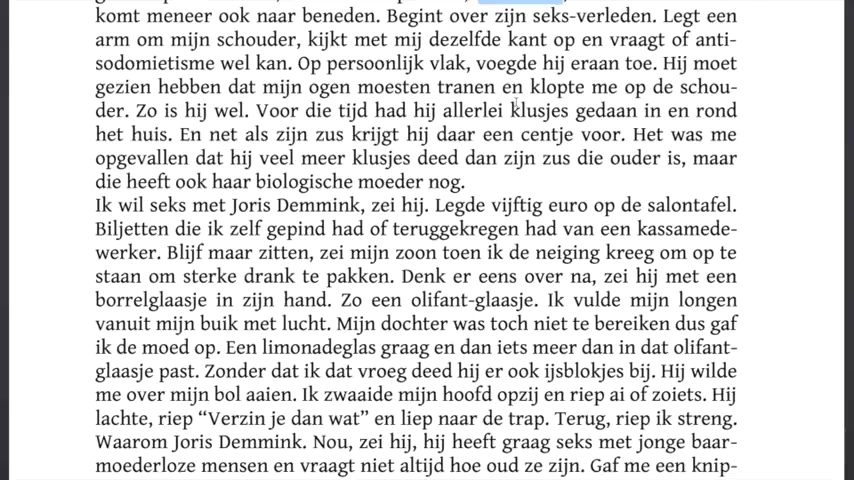 komt meneer ook naar beneden. Begint over zijn seks-verleden. Legt een
arm om mijn schouder, kijkt met mij dezelfde kant op en vraagt of anti-
sodomietisme wel kan. Op persoonlijk vlak, voegde hij eraan toe. Hij moet
gezien hebben dat mijn ogen moesten tranen en klopte me op de schou-
der. Zo is hij wel. Voor die tijd had hij allerlei klusjes gedaan in en rond
het huis. En net als zijn zus krijgt hij daar een centje voor. Het was me
opgevallen dat hij veel meer klusjes deed dan zijn zus die ouder is, maar
die heeft ook haar biologische moeder nog.
Ik wil seks met Joris Demmink, zei hij. Legde vijftig euro op de salontafel.
Biljetten die ik zelf gepind had of teruggekregen had van een kassamede-
werker. Blijf maar zitten, zei mijn zoon toen ik de neiging kreeg om op te
staan om sterke drank te pakken. Denk er eens over na, zei hij met een
borrelglaasje in zijn hand. Zo een olifant-glaasje. Ik vulde mijn longen
vanuit mijn buik met lucht. Mijn dochter was toch niet te bereiken dus gaf
ik de moed op. Een limonadeglas graag en dan iets meer dan in dat olifant-
glaasje past. Zonder dat ik dat vroeg deed hij er ook ijsblokjes bij. Hij wilde
me over mijn bol aaien. Ik zwaaide mijn hoofd opzij en riep ai of zoiets. Hij
lachte, riep “Verzin je dan wat” en liep naar de trap. Terug, riep ik streng.
Waarom Joris Demmink. Nou, zei hij, hij heeft graag seks met jonge baar-
moederloze mensen en vraagt niet altijd hoe oud ze zijn. Gaf me een knip-